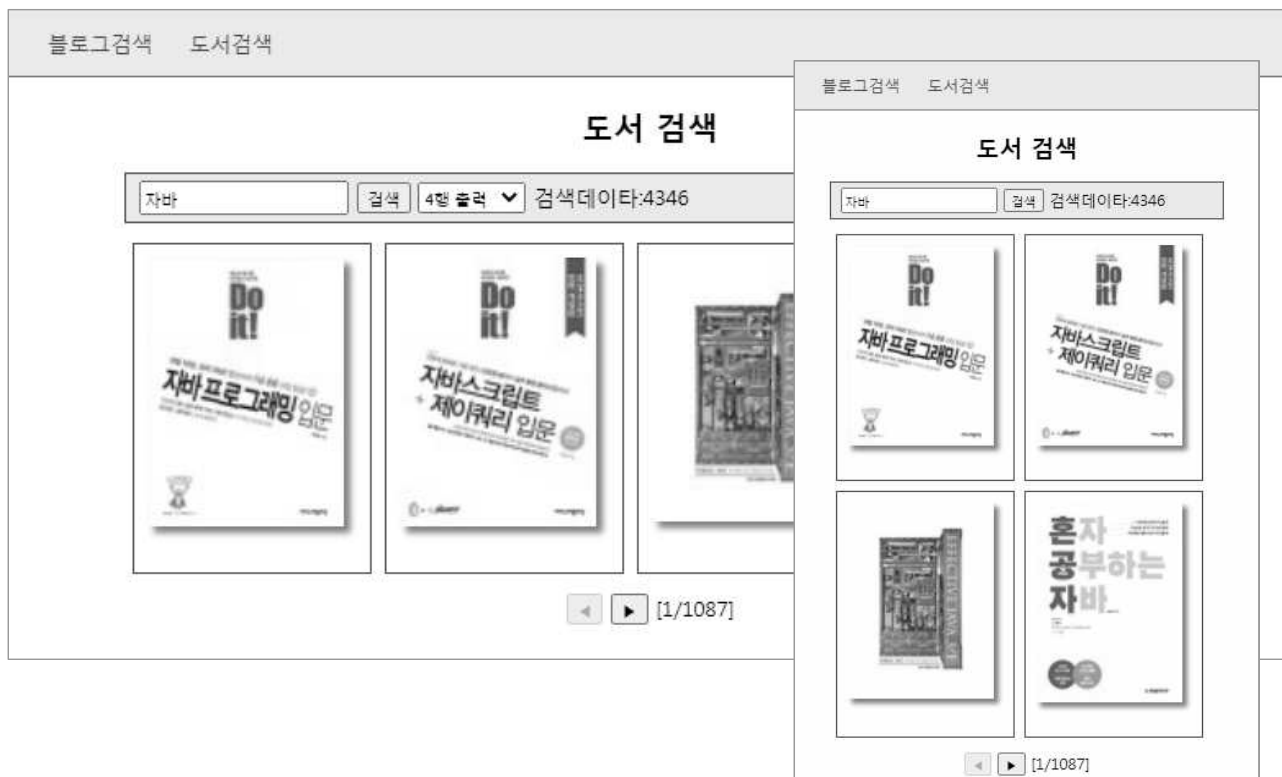 블로그검색 도서검색
도서 검색
자바 검색 4행 출력 검색데이타:4346
Do
it!
자바 프로그래밍 입문
Do
it!
자바스크립트
+ 제이쿼리 입문
[1/1087]
블로그검색 도서검색
도서 검색
자바 검색 검색데이타:4346
Do
it!
자바 프로그래밍 입문
Do
it!
자바스크립트
+ 제이쿼리 입문
혼자
공부하는
자바
[1/1087]